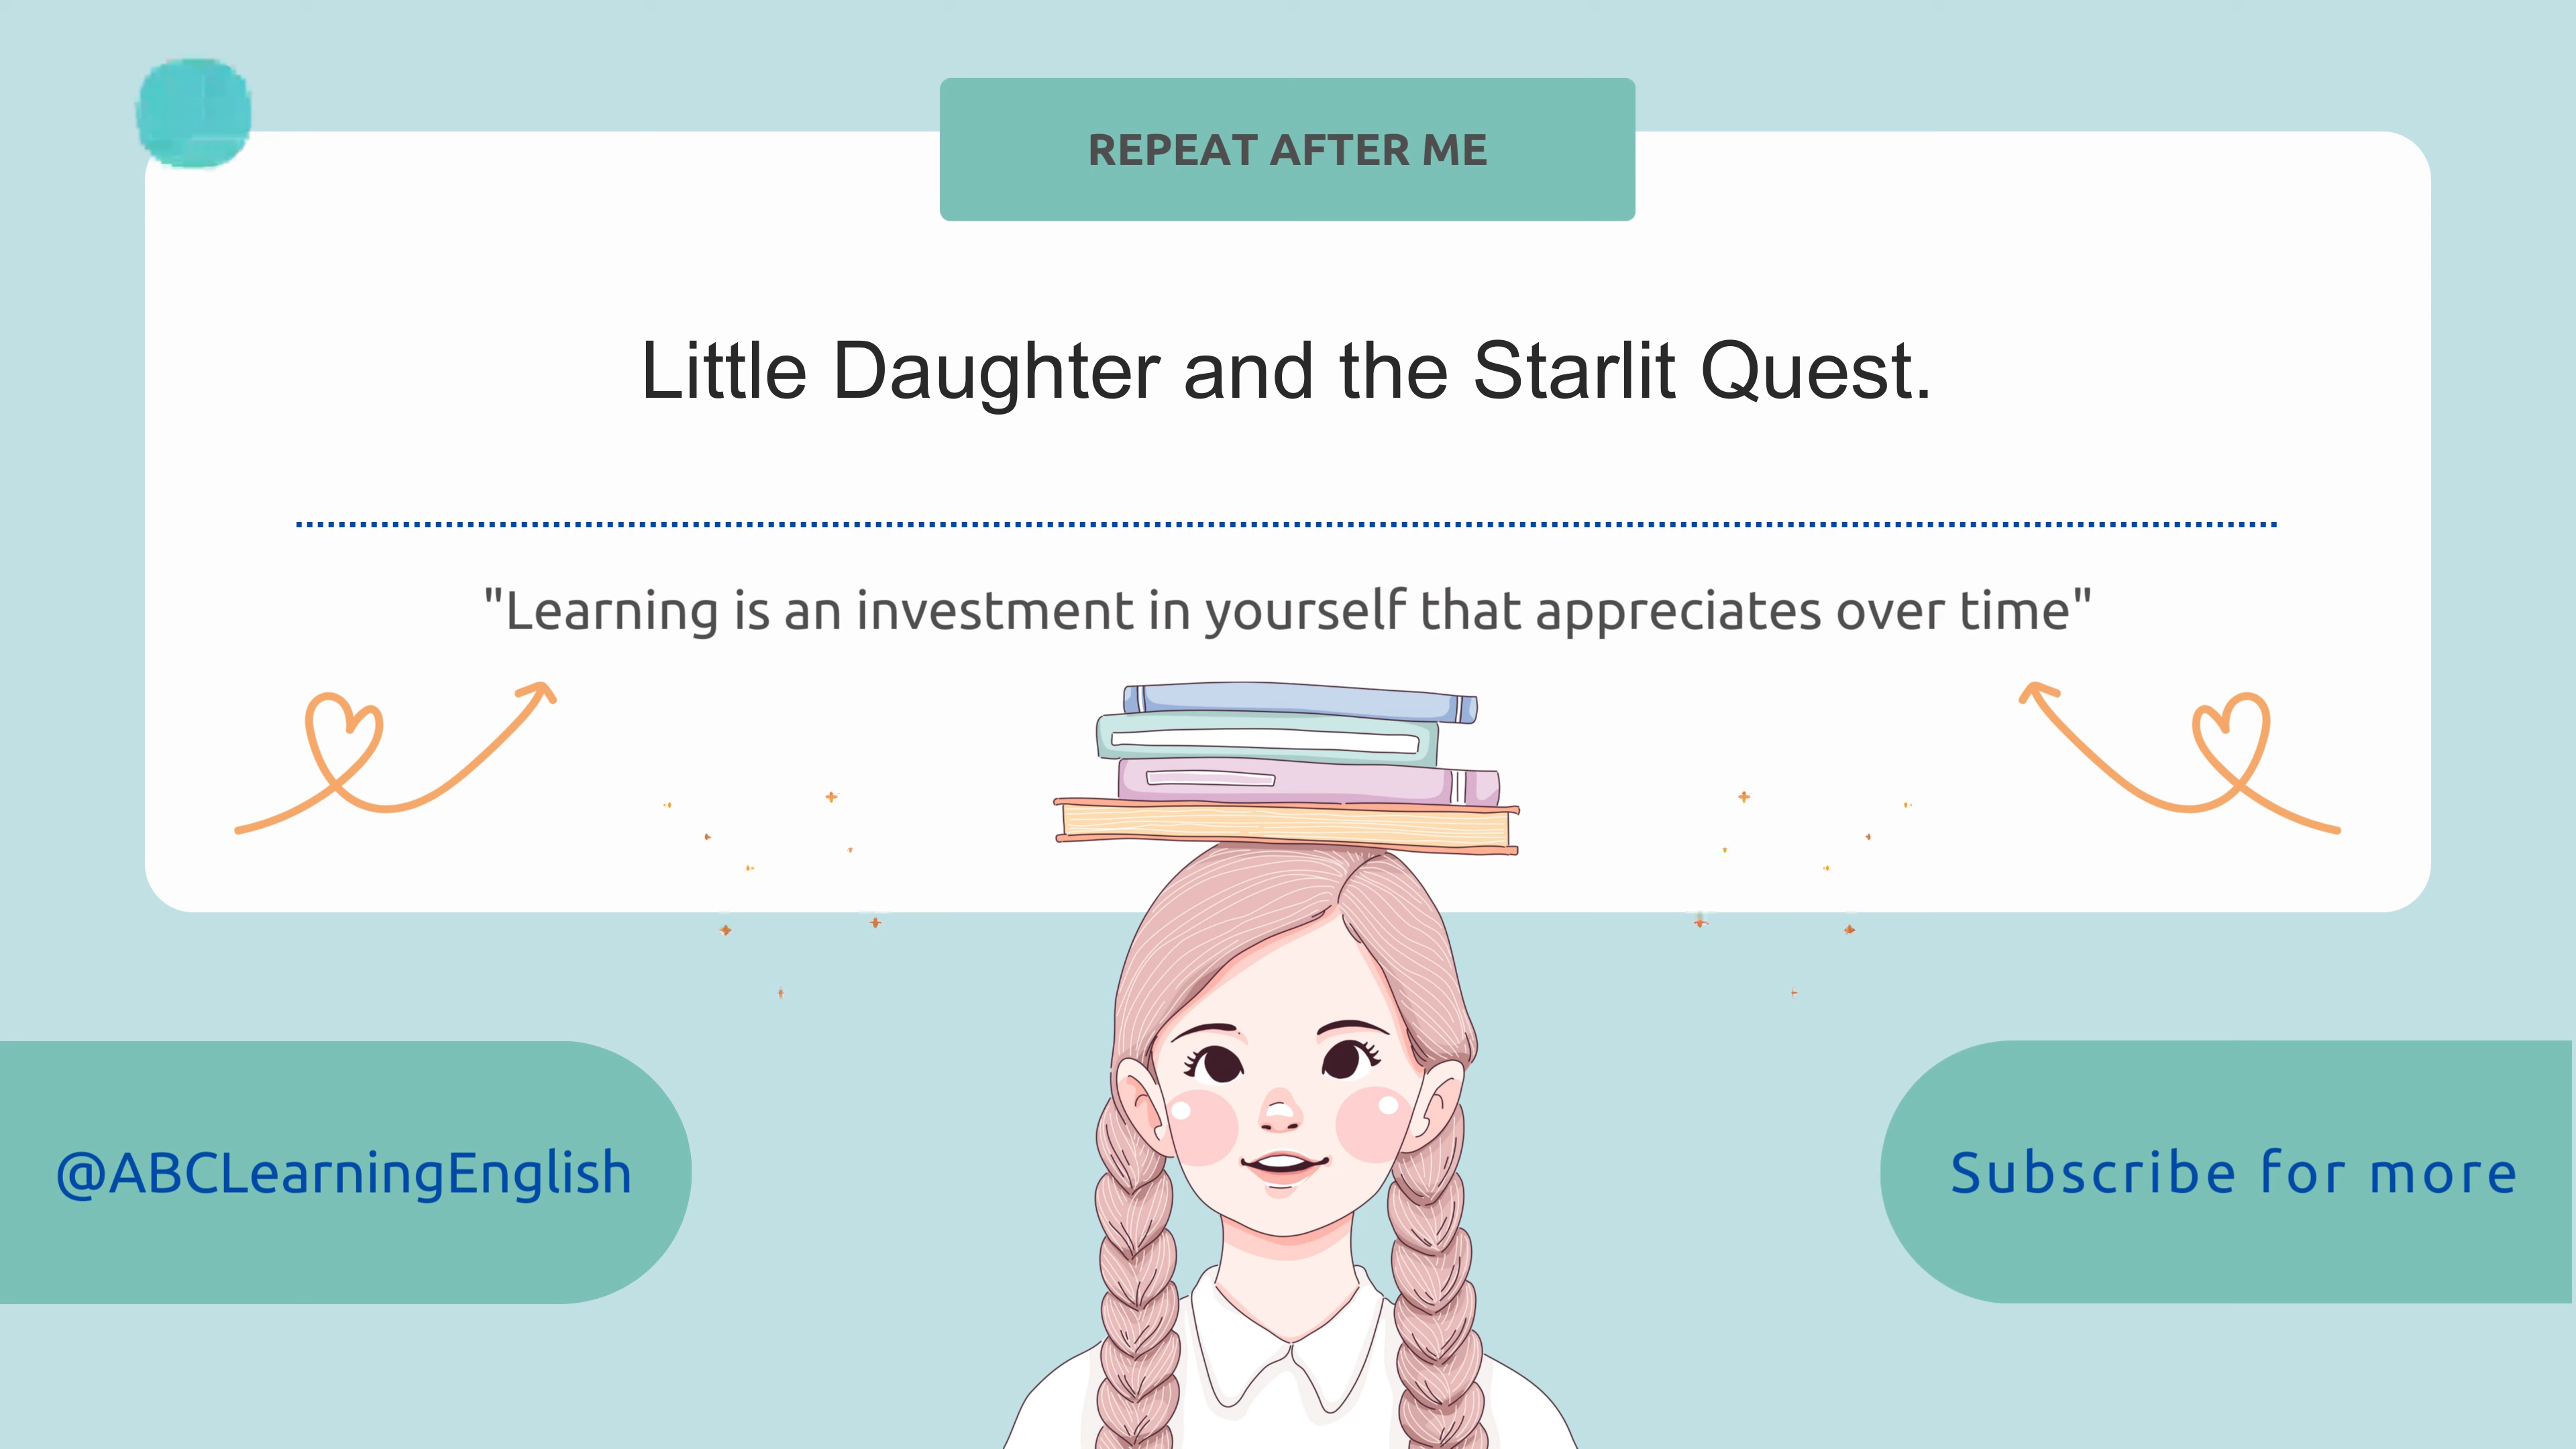 REPEAT AFTER ME
Little Daughter and the Starlit Quest.
"Learning is an investment in yourself that appreciates over time"
@ABCLearningEnglish
Subscribe for more